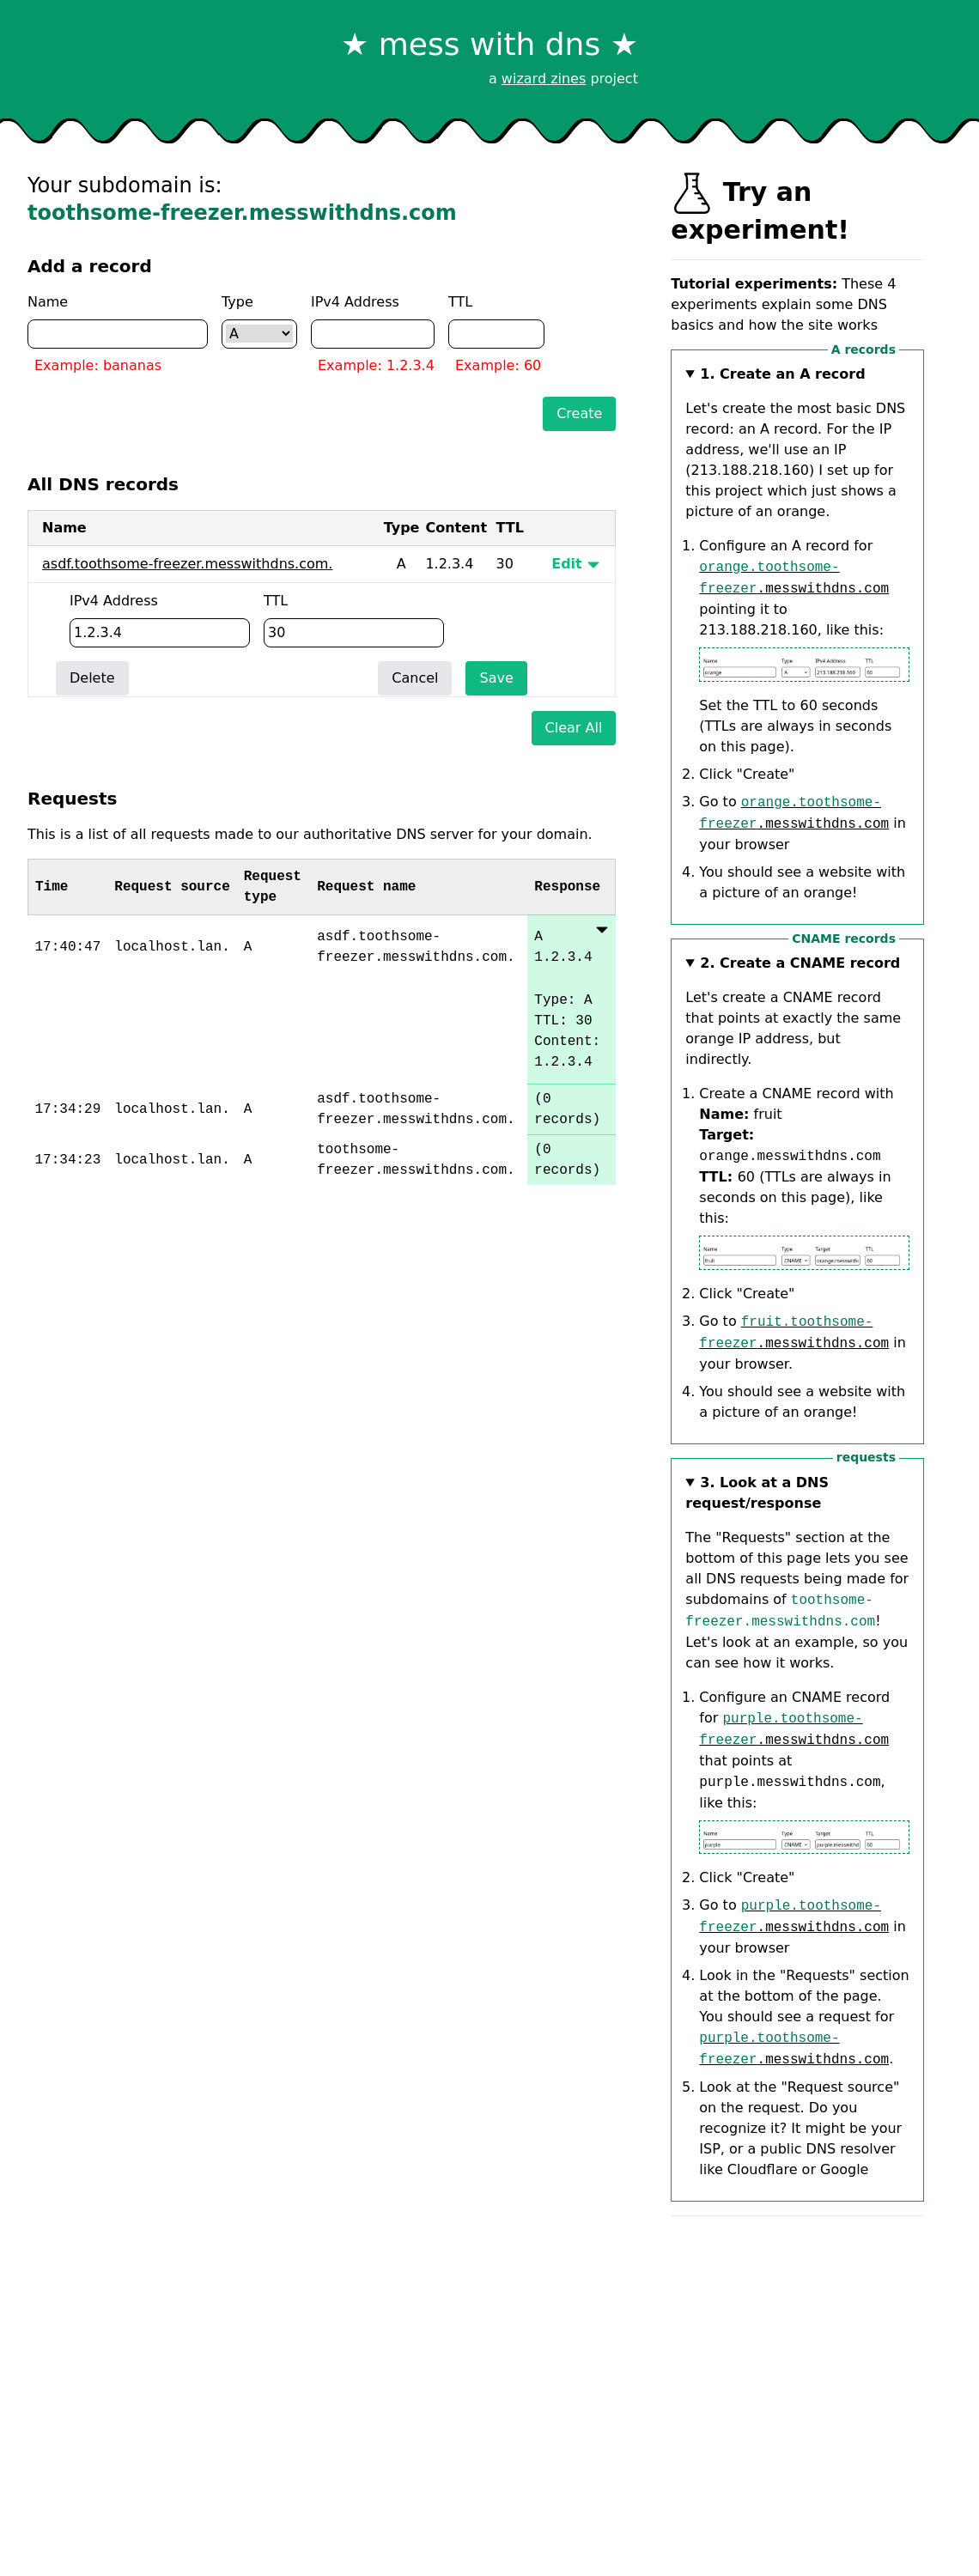 ★ mess with dns ★
a wizard zines project
Your subdomain is:
toothsome-freezer.messwithdns.com
Add a record
Name Type IPv4 Address TTL
A
Example: bananas Example: 1.2.3.4 Example: 60
Create
All DNS records
Name Type Content TTL
asdf.toothsome-freezer.messwithdns.com. A 1.2.3.4 30 Edit
IPv4 Address TTL
1.2.3.4 30
Delete Cancel Save
Clear All
Requests
This is a list of all requests made to our authoritative DNS server for your domain.
Time Request source Request type Request name Response
17:40:47 localhost.lan. A asdf.toothsome-
freezer.messwithdns.com.
A
1.2.3.4
Type: A
TTL: 30
Content:
1.2.3.4
17:34:29 localhost.lan. A asdf.toothsome-
freezer.messwithdns.com.
(0
records)
17:34:23 localhost.lan. A toothsome-
freezer.messwithdns.com.
(0
records)
Try an
experiment!
Tutorial experiments: These 4
experiments explain some DNS
basics and how the site works
A records
▼ 1. Create an A record
Let's create the most basic DNS
record: an A record. For the IP
address, we'll use an IP
(213.188.218.160) I set up for
this project which just shows a
picture of an orange.
1. Configure an A record for
orange.toothsome-
freezer.messwithdns.com
pointing it to
213.188.218.160, like this:
Name Type IPv4 Address TTL
orange A 213.188.218.160 60
Set the TTL to 60 seconds
(TTLs are always in seconds
on this page).
2. Click "Create"
3. Go to orange.toothsome-
freezer.messwithdns.com in
your browser
4. You should see a website with
a picture of an orange!
CNAME records
▼ 2. Create a CNAME record
Let's create a CNAME record
that points at exactly the same
orange IP address, but
indirectly.
1. Create a CNAME record with
Name: fruit
Target:
orange.messwithdns.com
TTL: 60 (TTLs are always in
seconds on this page), like
this:
Name Type Target TTL
fruit CNAME orange.messwithd 60
2. Click "Create"
3. Go to fruit.toothsome-
freezer.messwithdns.com in
your browser.
4. You should see a website with
a picture of an orange!
requests
▼ 3. Look at a DNS
request/response
The "Requests" section at the
bottom of this page lets you see
all DNS requests being made for
subdomains of toothsome-
freezer.messwithdns.com!
Let's look at an example, so you
can see how it works.
1. Configure an CNAME record
for purple.toothsome-
freezer.messwithdns.com
that points at
purple.messwithdns.com,
like this:
Name Type Target TTL
purple CNAME purple.messwithd 60
2. Click "Create"
3. Go to purple.toothsome-
freezer.messwithdns.com in
your browser
4. Look in the "Requests" section
at the bottom of the page.
You should see a request for
purple.toothsome-
freezer.messwithdns.com.
5. Look at the "Request source"
on the request. Do you
recognize it? It might be your
ISP, or a public DNS resolver
like Cloudflare or Google